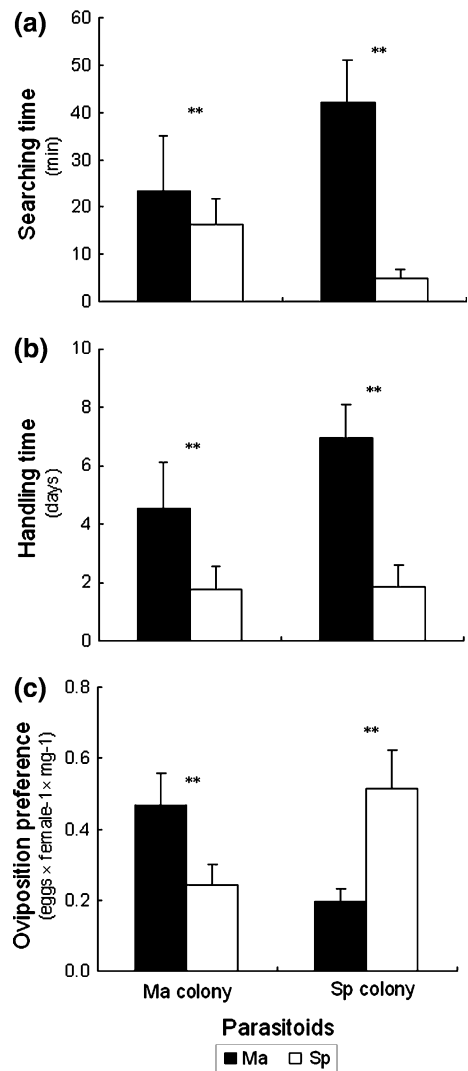 (a)
Searching time
(min)
60
50
40
30
20
10
0
**
**
(b)
Handling time
(days)
10
8
6
4
2
0
**
**
(c)
Oviposition preference
(eggs × female-1 × mg-1)
0.8
0.6
0.4
0.2
0.0
**
**
Ma colony Sp colony
Parasitoids
Ma Sp